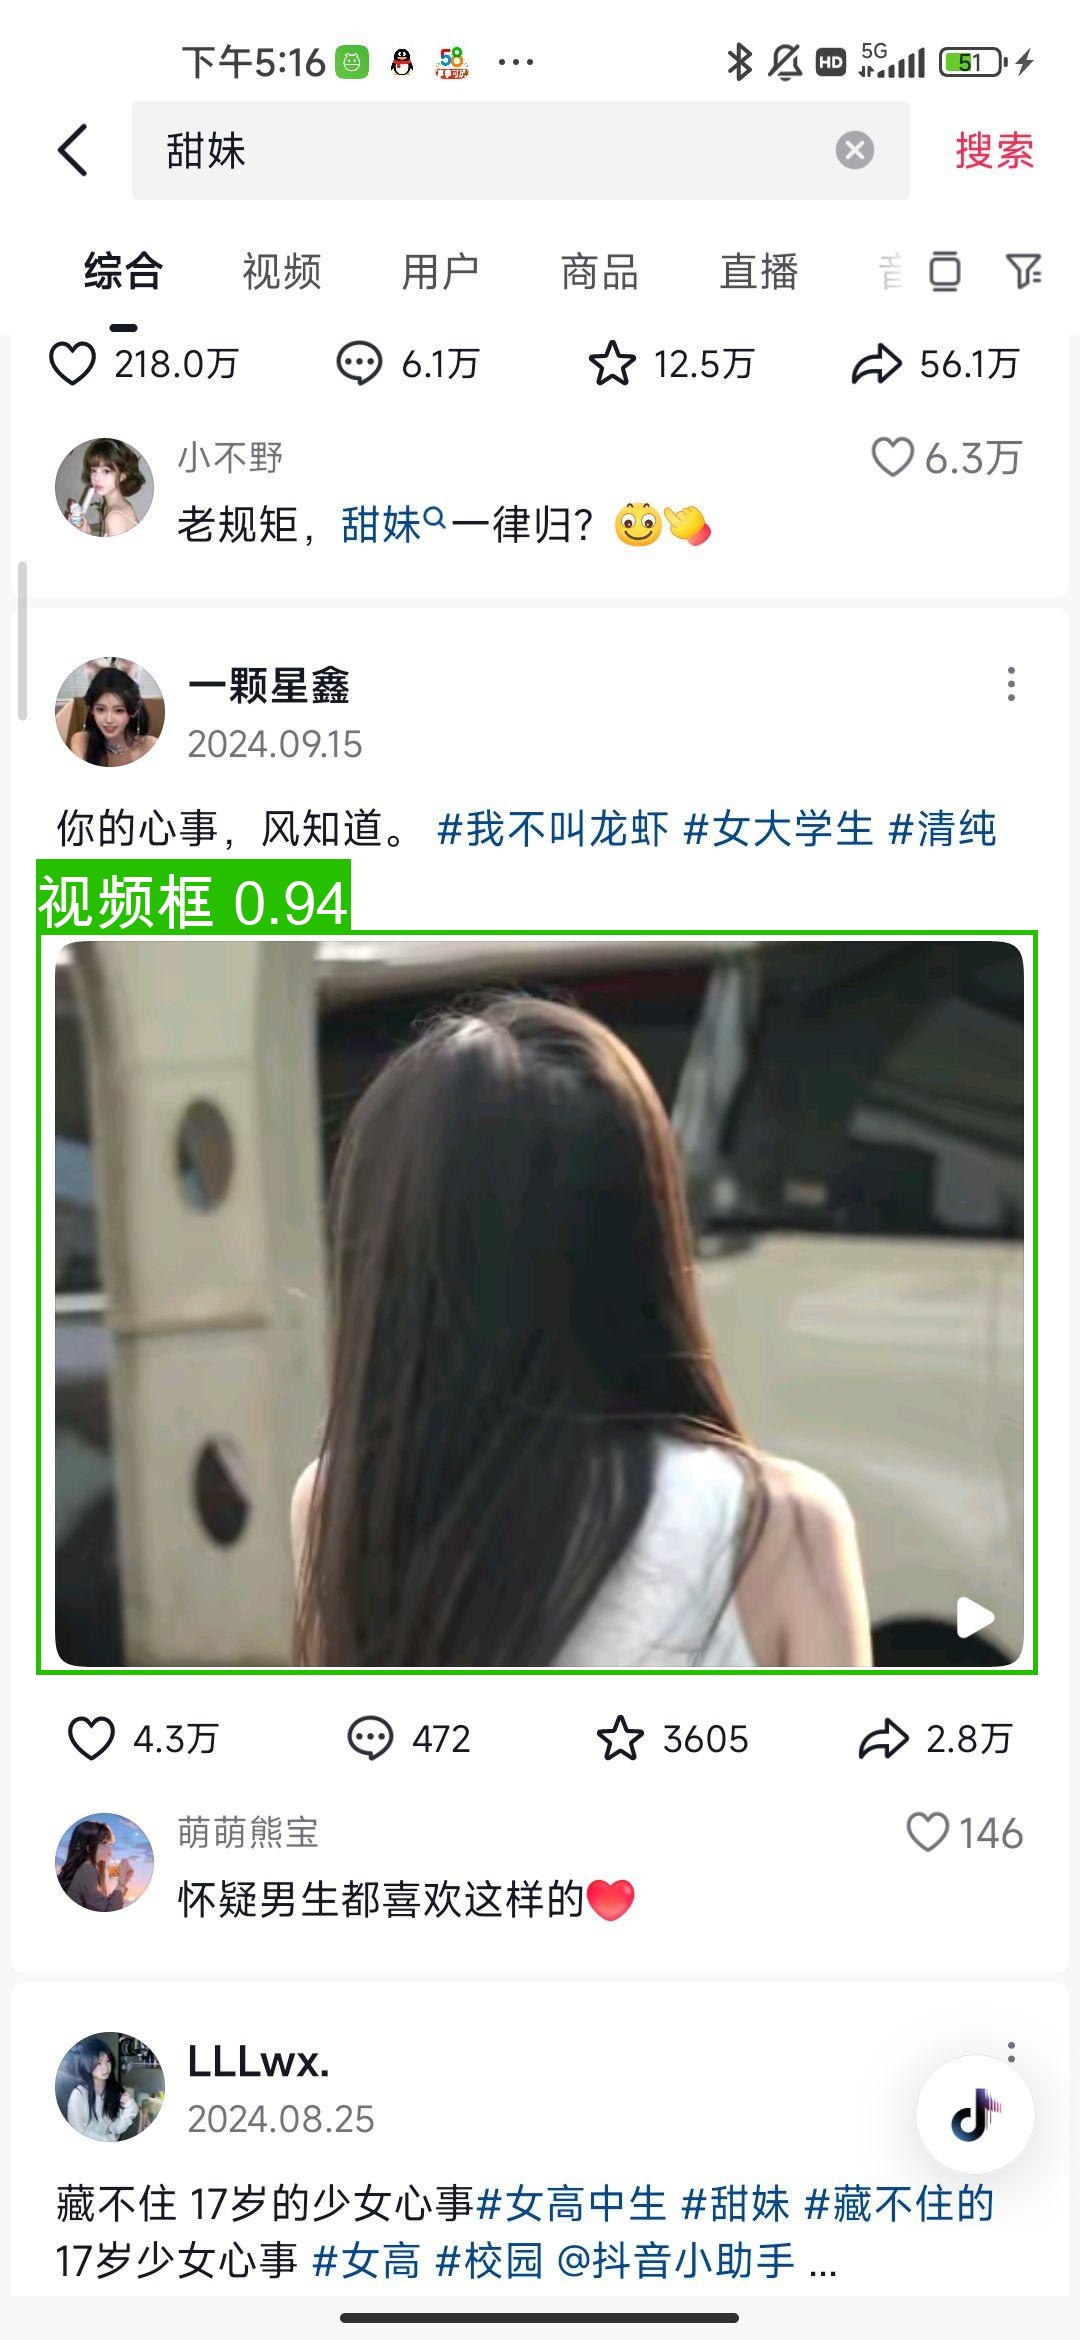 下午5:16
58
...
HD
5G
51
甜妹
搜索
综合 视频 用户 商品 直播
218.0万 6.1万 12.5万 56.1万
小不野
6.3万
老规矩，甜妹一律归？
一颗星鑫
2024.09.15
你的心事，风知道。 #我不叫龙虾 #女大学生 #清纯
视频框 0.94
4.3万 472 3605 2.8万
萌萌熊宝
146
怀疑男生都喜欢这样的
LLLwx.
2024.08.25
藏不住 17岁的少女心事#女高中生 #甜妹 #藏不住的
17岁少女心事 #女高 #校园 @抖音小助手 ...